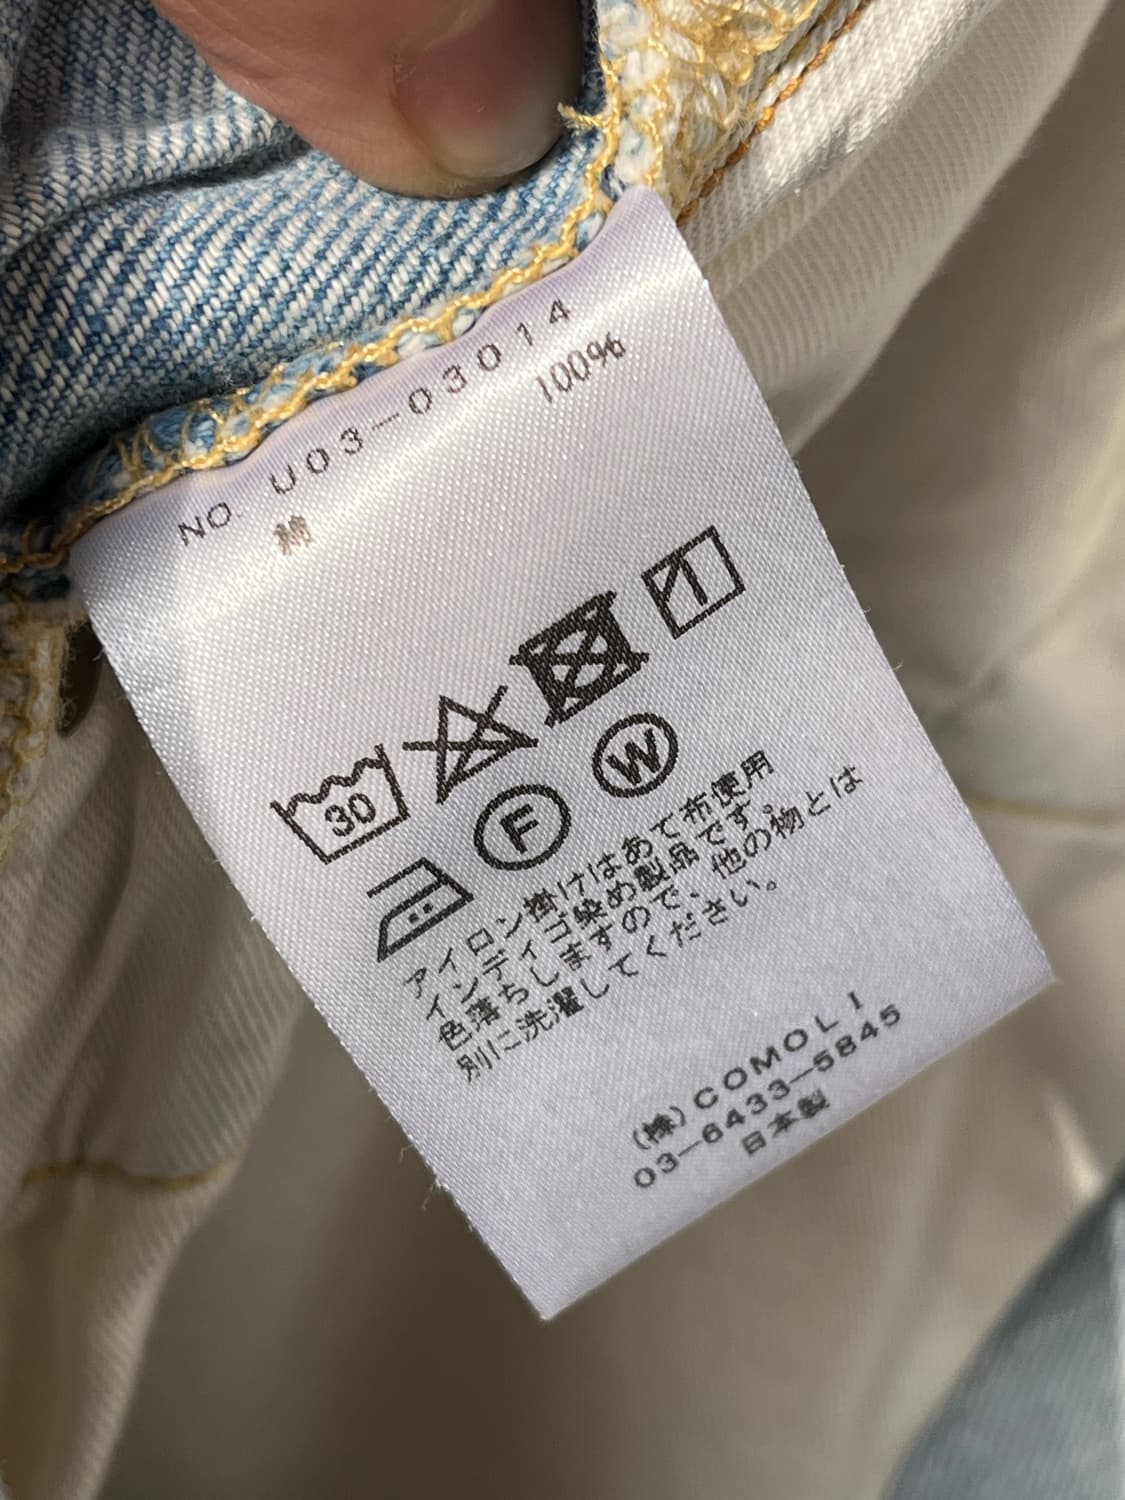 NO. U03-03014
綿 100%
30
F W
アイロン掛けはあて布使用
インディゴ染め製品です。
色落ちしますので、他の物とは
別に洗濯してください。
(株) COMOLI
03-6433-5845
日本製